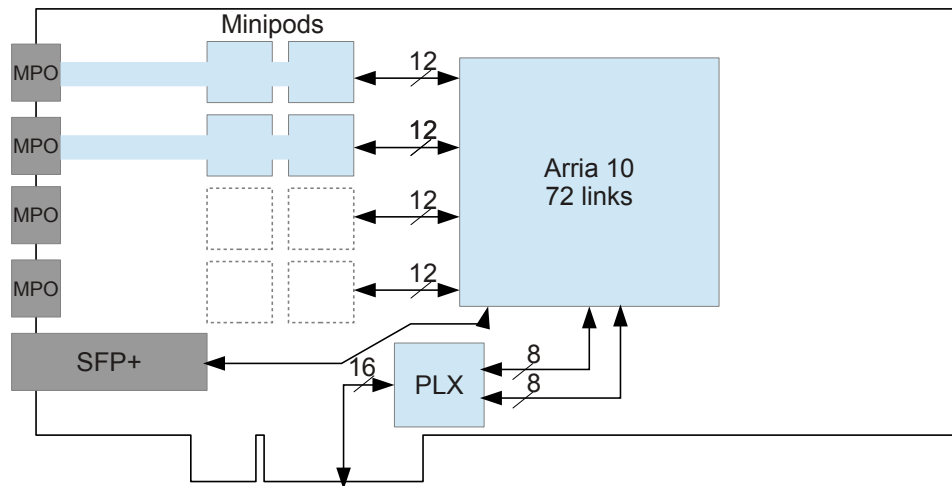 Minipods
MPO
12
MPO
12
Arria 10
72 links
MPO
12
MPO
12
SFP+
16
PLX
8
8